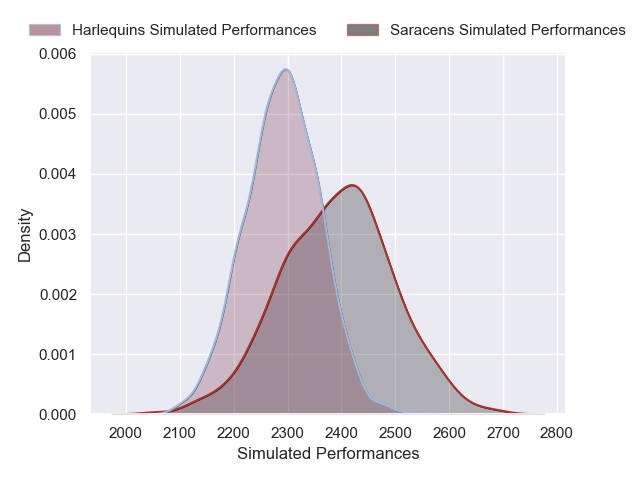 Harlequins Simulated Performances
Saracens Simulated Performances
0.006
0.005
0.004
0.003
0.002
0.001
0.000
Density
2000 2100 2200 2300 2400 2500 2600 2700 2800
Simulated Performances